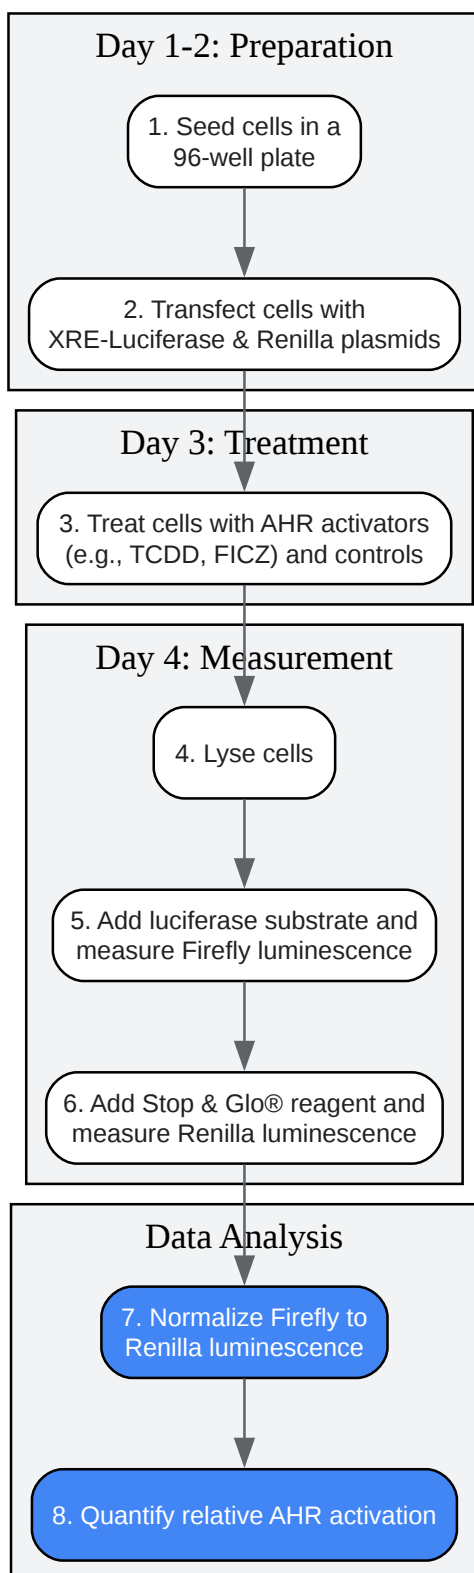 Day 1-2: Preparation
1. Seed cells in a
96-well plate
2. Transfect cells with
XRE-Luciferase & Renilla plasmids
Day 3: Treatment
3. Treat cells with AHR activators
(e.g., TCDD, FICZ) and controls
Day 4: Measurement
4. Lyse cells
5. Add luciferase substrate and
measure Firefly luminescence
6. Add Stop & Glo® reagent and
measure Renilla luminescence
Data Analysis
7. Normalize Firefly to
Renilla luminescence
8. Quantify relative AHR activation